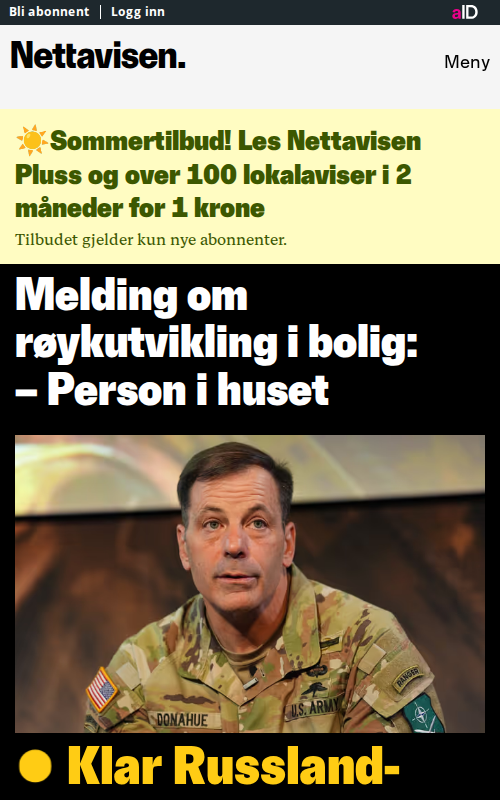 Bli abonnent
Logg inn
aID
Nettavisen.
Meny
Sommertilbud! Les Nettavisen
Pluss og over 100 lokalaviser i 2
måneder for 1 krone
Tilbudet gjelder kun nye abonnenter.
Melding om
røykutvikling i bolig:
– Person i huset
RANGER
DONAHUE
U.S. ARMY
Klar Russland-